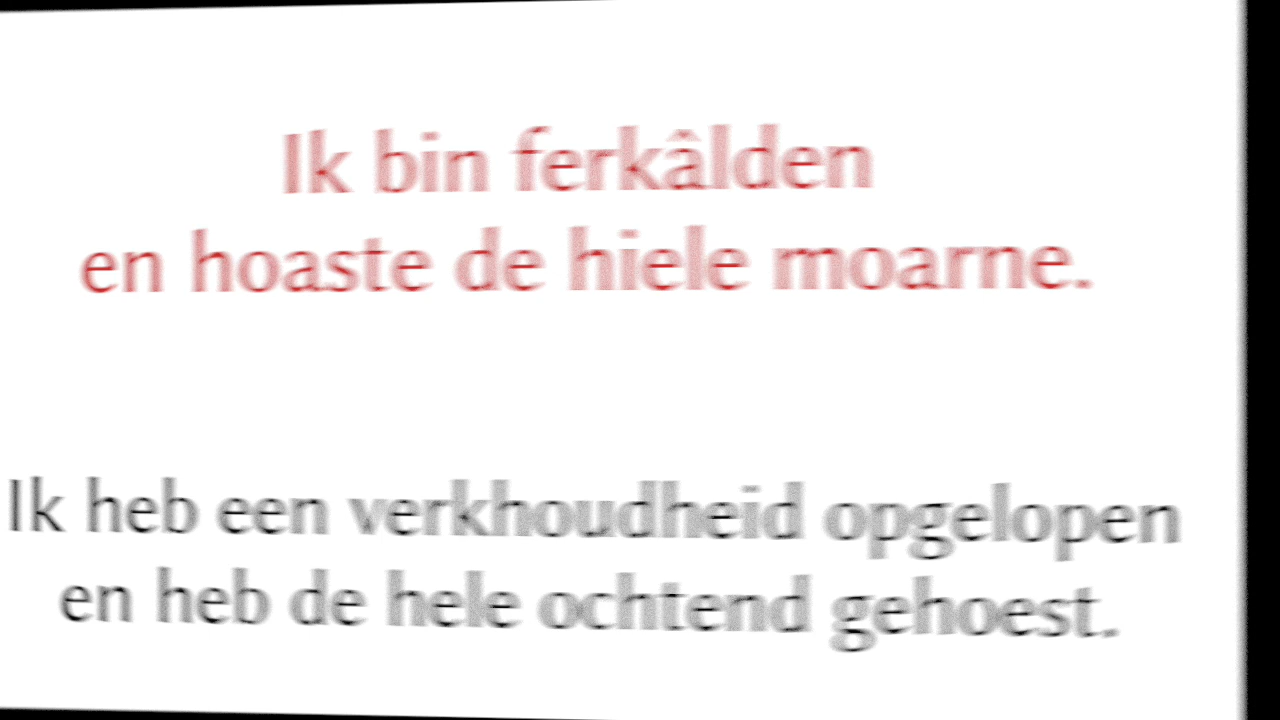 Ik bin ferkâlden
en hoaste de hiele moarne.
Ik heb een verkhoudheid opgelopen
en heb de hele ochtend gehoest.